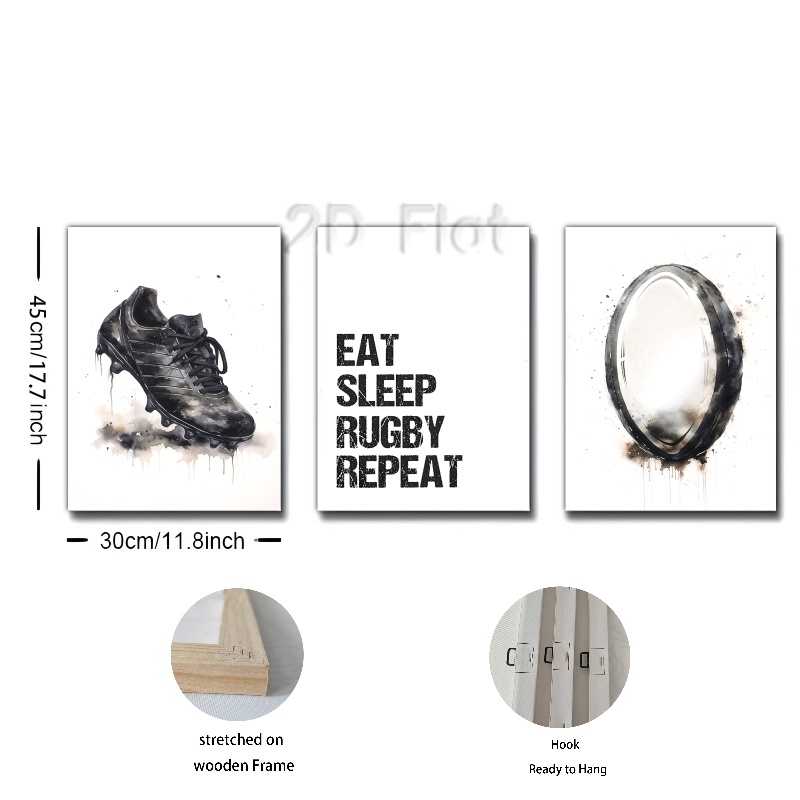 2D Flat
45cm/17.7inch
EAT
SLEEP
RUGBY
REPEAT
30cm/11.8inch
stretched on
wooden Frame
Hook
Ready to Hang